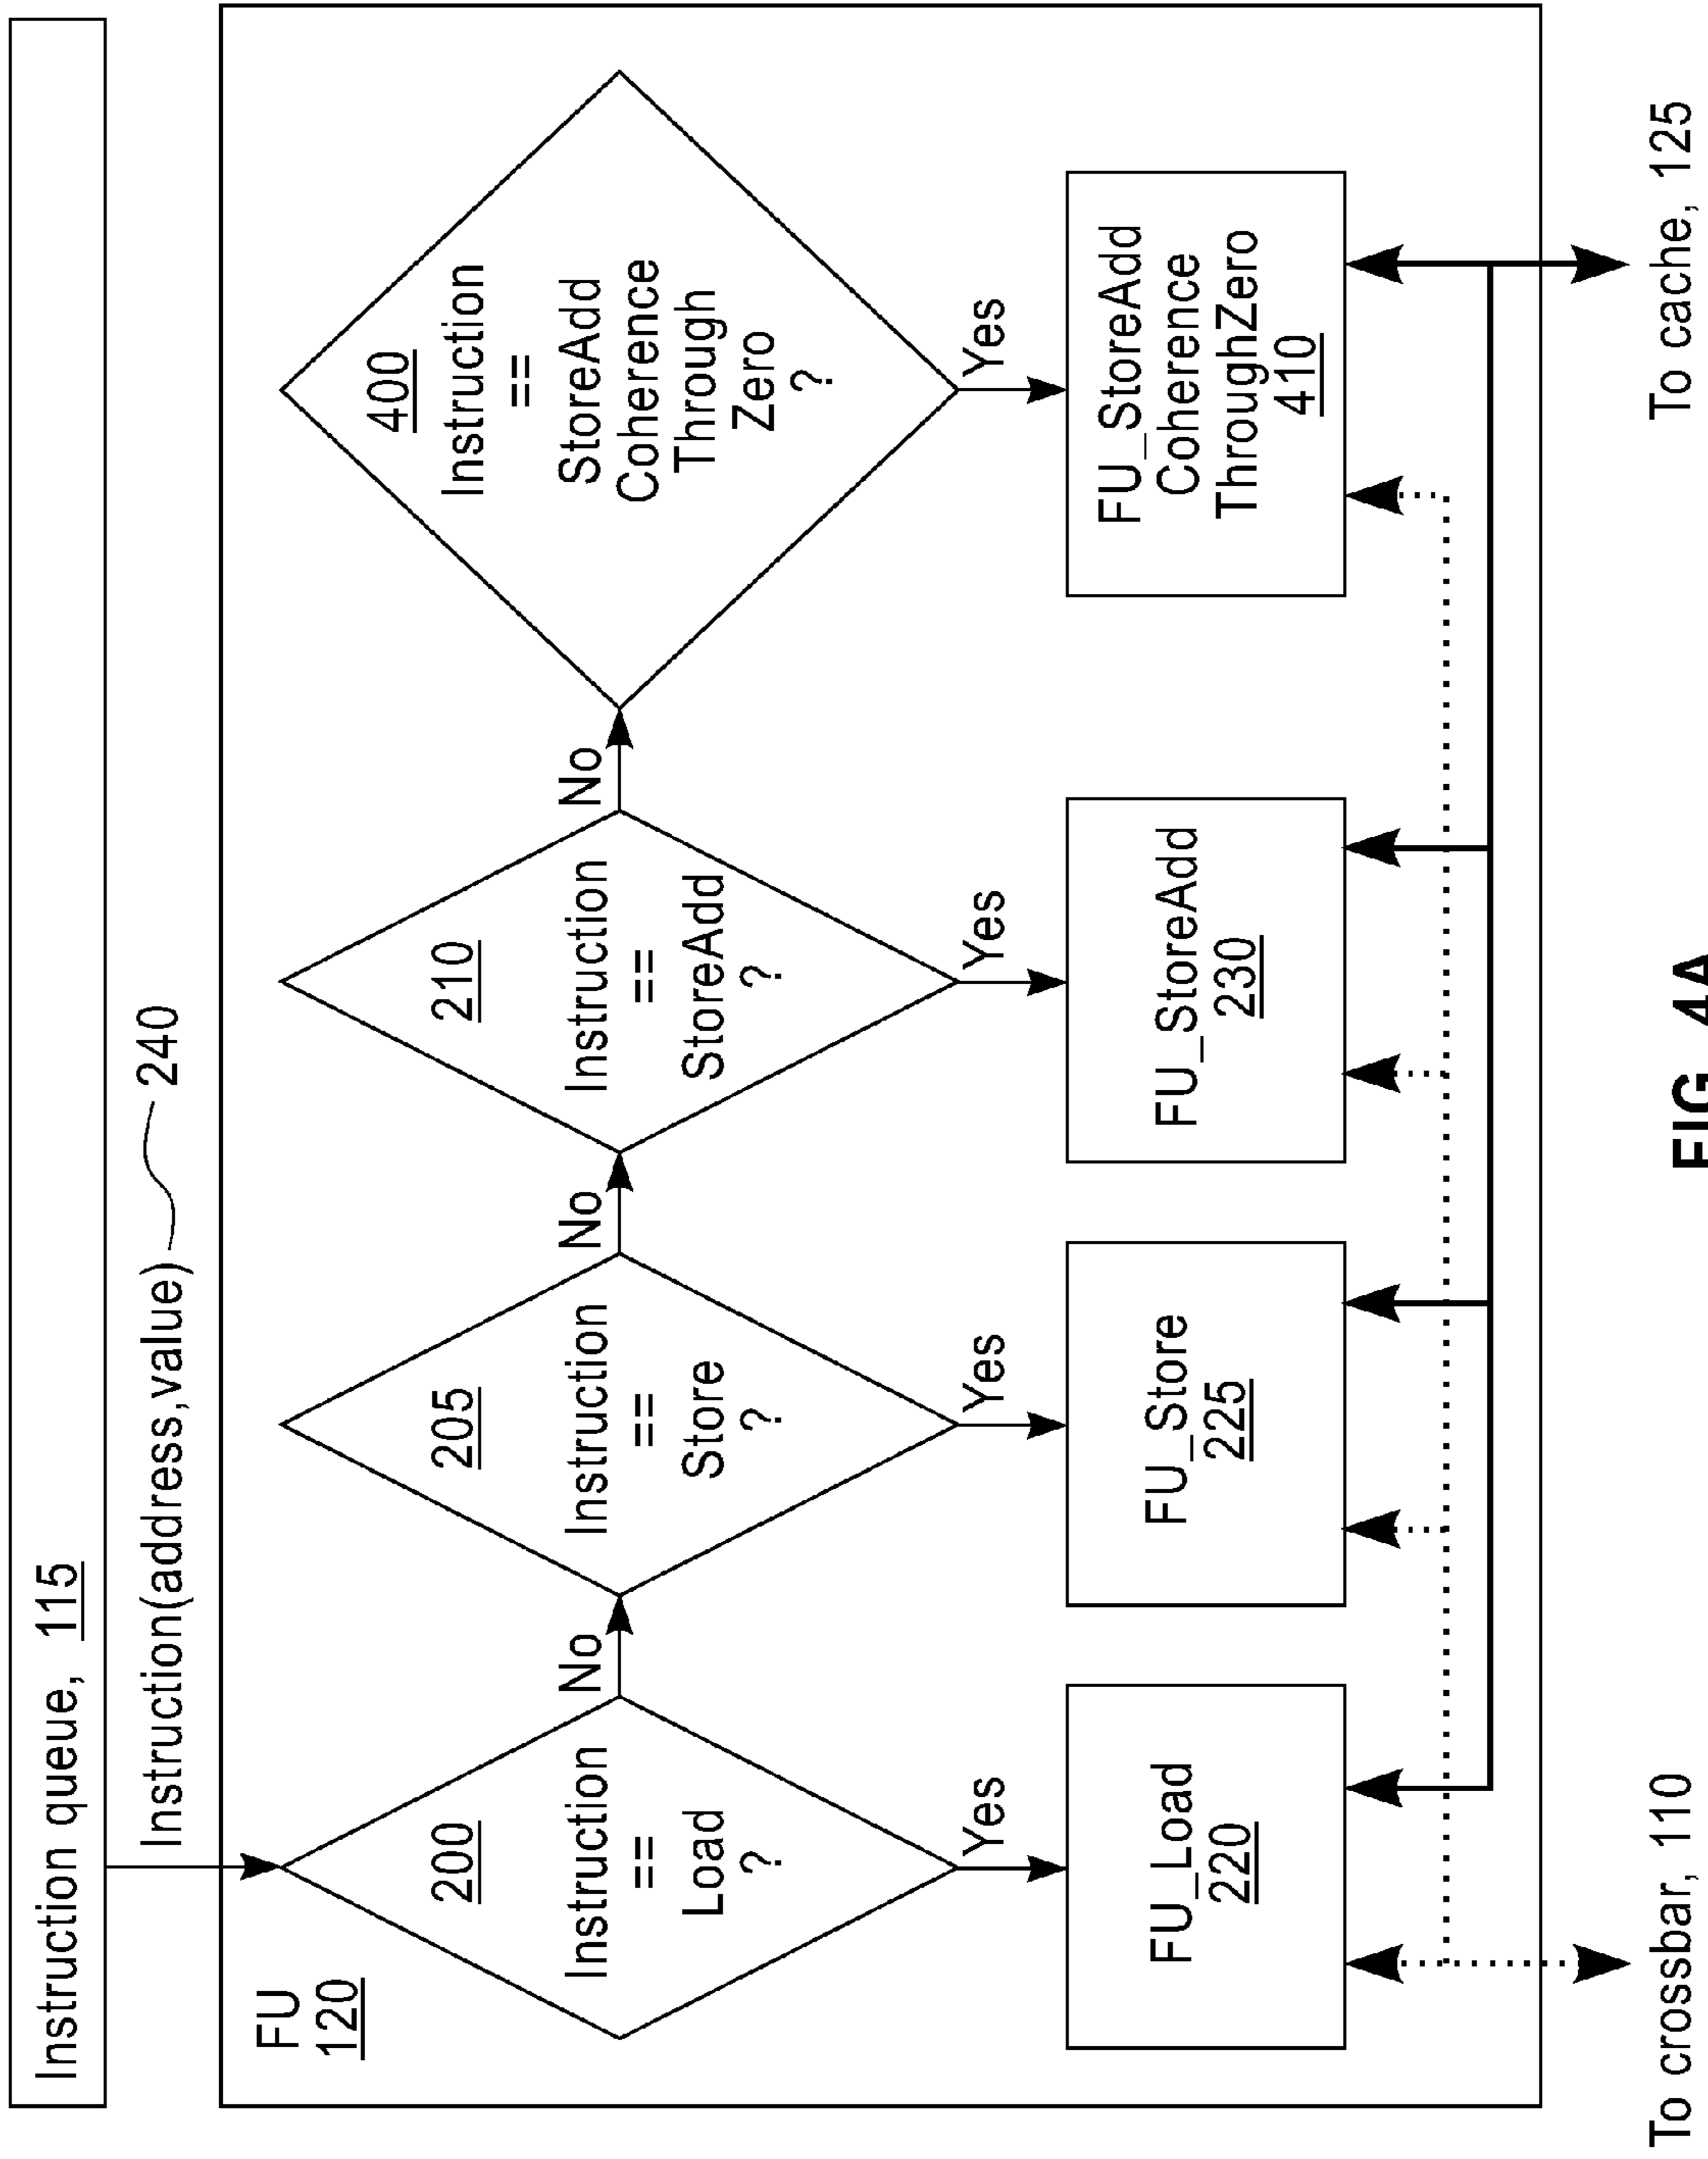 Instruction queue, 115
Instruction(address,value)
240
FU
120
200
Instruction
==
Load
?
No
205
Instruction
==
Store
?
No
210
Instruction
==
StoreAdd
?
No
400
Instruction
==
StoreAdd
Coherence
Through
Zero
?
Yes
Yes
Yes
Yes
FU_Load
220
FU_Store
225
FU_StoreAdd
230
FU_StoreAdd
Coherence
ThroughZero
410
To crossbar, 110
To cache, 125
FIG. 4A